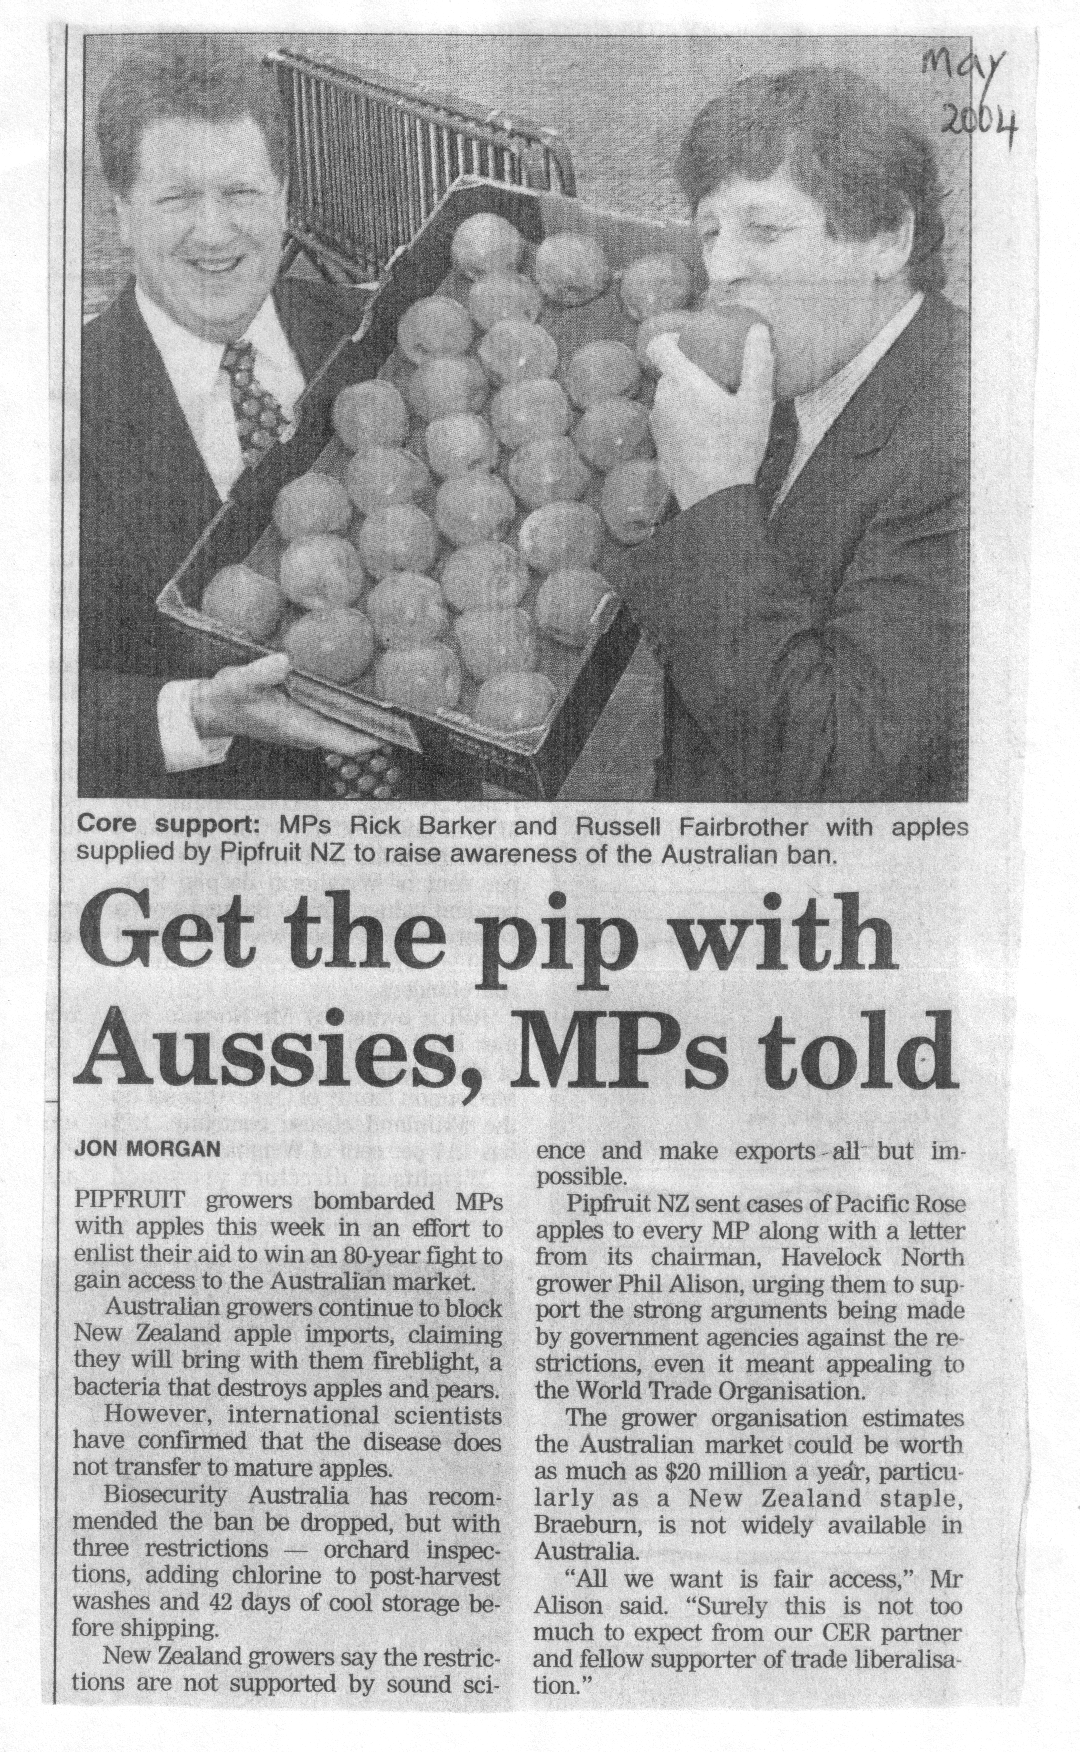 May
2004
Core support: MPs Rick Barker and Russell Fairbrother with apples
supplied by Pipfruit NZ to raise awareness of the Australian ban.
Get the pip with
Aussies, MPs told
JON MORGAN
PIPFRUIT growers bombarded MPs
with apples this week in an effort to
enlist their aid to win an 80-year fight to
gain access to the Australian market.
Australian growers continue to block
New Zealand apple imports, claiming
they will bring with them fireblight, a
bacteria that destroys apples and pears.
However, international scientists
have confirmed that the disease does
not transfer to mature apples.
Biosecurity Australia has recom-
mended the ban be dropped, but with
three restrictions — orchard inspec-
tions, adding chlorine to post-harvest
washes and 42 days of cool storage be-
fore shipping.
New Zealand growers say the restric-
tions are not supported by sound sci-
ence and make exports all but im-
possible.
Pipfruit NZ sent cases of Pacific Rose
apples to every MP along with a letter
from its chairman, Havelock North
grower Phil Alison, urging them to sup-
port the strong arguments being made
by government agencies against the re-
strictions, even it meant appealing to
the World Trade Organisation.
The grower organisation estimates
the Australian market could be worth
as much as $20 million a year, particu-
larly as a New Zealand staple,
Braeburn, is not widely available in
Australia.
“All we want is fair access,” Mr
Alison said. “Surely this is not too
much to expect from our CER partner
and fellow supporter of trade liberalisa-
tion.”